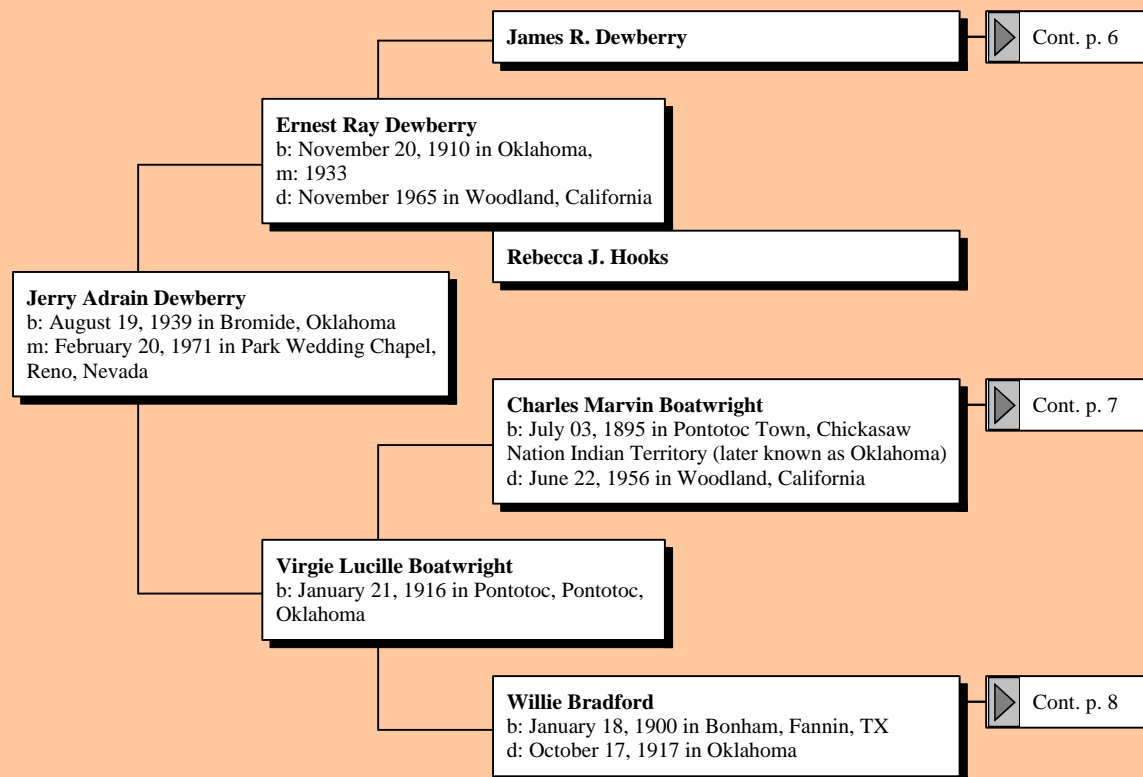 James R. Dewberry
Cont. p. 6
Ernest Ray Dewberry
b: November 20, 1910 in Oklahoma,
m: 1933
d: November 1965 in Woodland, California
Rebecca J. Hooks
Jerry Adrain Dewberry
b: August 19, 1939 in Bromide, Oklahoma
m: February 20, 1971 in Park Wedding Chapel,
Reno, Nevada
Charles Marvin Boatwright
b: July 03, 1895 in Pontotoc Town, Chickasaw
Nation Indian Territory (later known as Oklahoma)
d: June 22, 1956 in Woodland, California
Cont. p. 7
Virgie Lucille Boatwright
b: January 21, 1916 in Pontotoc, Pontotoc,
Oklahoma
Willie Bradford
b: January 18, 1900 in Bonham, Fannin, TX
d: October 17, 1917 in Oklahoma
Cont. p. 8